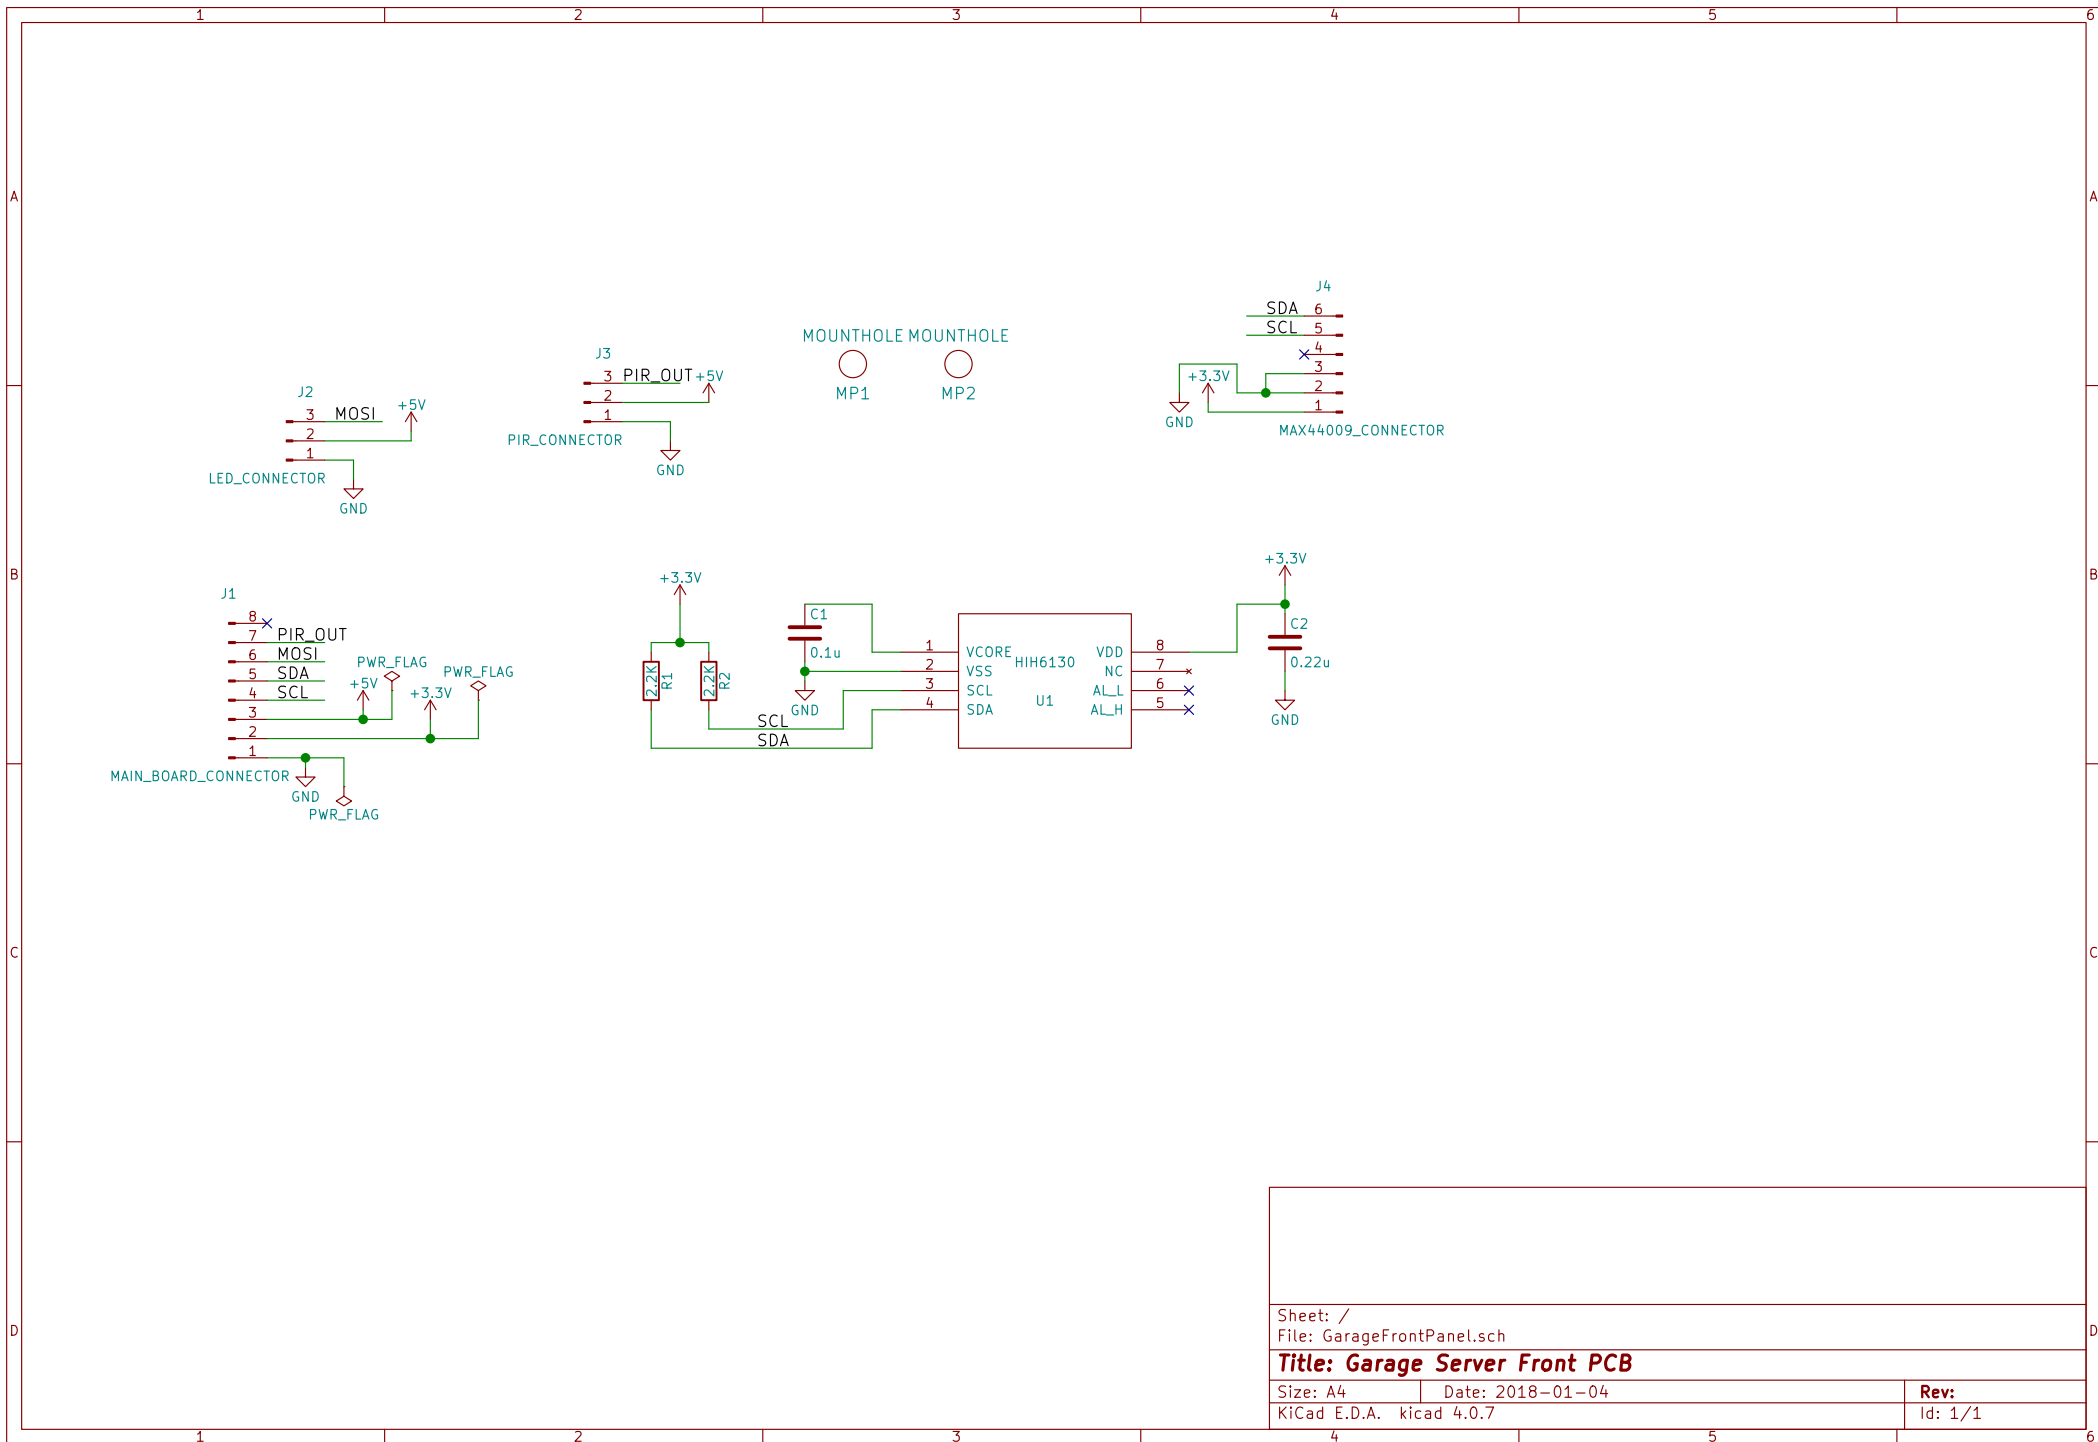 1 2 3 4 5 6
A A
J4
SDA 6
SCL 5
4
3
2
1
+3.3V
GND
MAX44009_CONNECTOR
MOUNTHOLE MOUNTHOLE
MP1 MP2
J3
3 PIR_OUT +5V
2
1
PIR_CONNECTOR
GND
J2
3 MOSI +5V
2
1
LED_CONNECTOR
GND
B B
J1
8
7 PIR_OUT
6 MOSI
5 SDA
4 SCL
3
2
1
PWR_FLAG
PWR_FLAG
+5V
+3.3V
MAIN_BOARD_CONNECTOR
GND
PWR_FLAG
+3.3V
2.2K R1
2.2K R2
SCL
SDA
C1
0.1u
GND
1 VCORE
2 VSS
3 SCL
4 SDA
HIH6130
U1
VDD 8
NC 7
AL_L 6
AL_H 5
+3.3V
C2
0.22u
GND
C C
D D
Sheet: /
File: GarageFrontPanel.sch
Title: Garage Server Front PCB
Size: A4 Date: 2018-01-04 Rev:
KiCad E.D.A. kicad 4.0.7 Id: 1/1
1 2 3 4 5 6